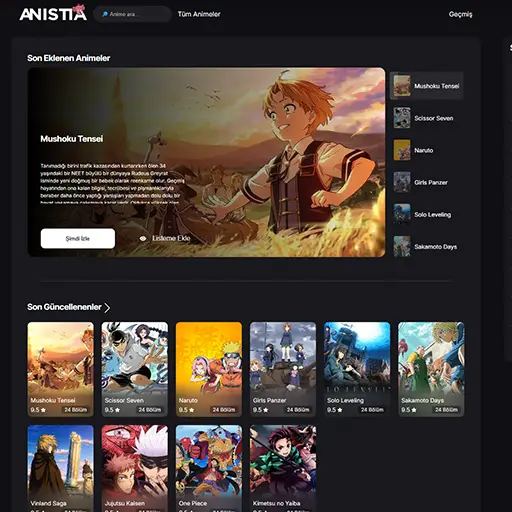 ANISTIA
Anime ara...
Tüm Animeler
Geçmiş
Son Eklenen Animeler
Mushoku Tensei
Tanımadığı birini trafik kazasından kurtarırken ölen 34
yaşındaki bir NEET büyülü bir dünyaya Rudeus Greyrat
isminde yeni doğmuş bir bebek olarak reenkarne olur. Geçmiş
hayatından ona kalan bilgisi, tecrübesi ve pişmanlıklarıyla
beraber daha önce yaptığı yanlışları yapmadan dolu dolu bir
Şimdi İzle
Listeme Ekle
Mushoku Tensei
Scissor Seven
Naruto
Girls Panzer
Solo Leveling
Sakamoto Days
Son Güncellenenler
Mushoku Tensei
9.5 24 Bölüm
Scissor Seven
9.5 24 Bölüm
Naruto
9.5 24 Bölüm
Girls Panzer
9.5 24 Bölüm
Solo Leveling
9.5 24 Bölüm
Sakamoto Days
9.5 24 Bölüm
Vinland Saga
Jujutsu Kaisen
One Piece
Kimetsu no Yaiba